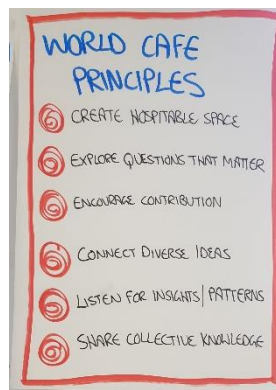 WORLD CAFE
PRINCIPLES
CREATE HOSPITABLE SPACE
EXPLORE QUESTIONS THAT MATTER
ENCOURAGE CONTRIBUTION
CONNECT DIVERSE IDEAS
LISTEN FOR INSIGHTS/PATTERNS
SHARE COLLECTIVE KNOWLEDGE